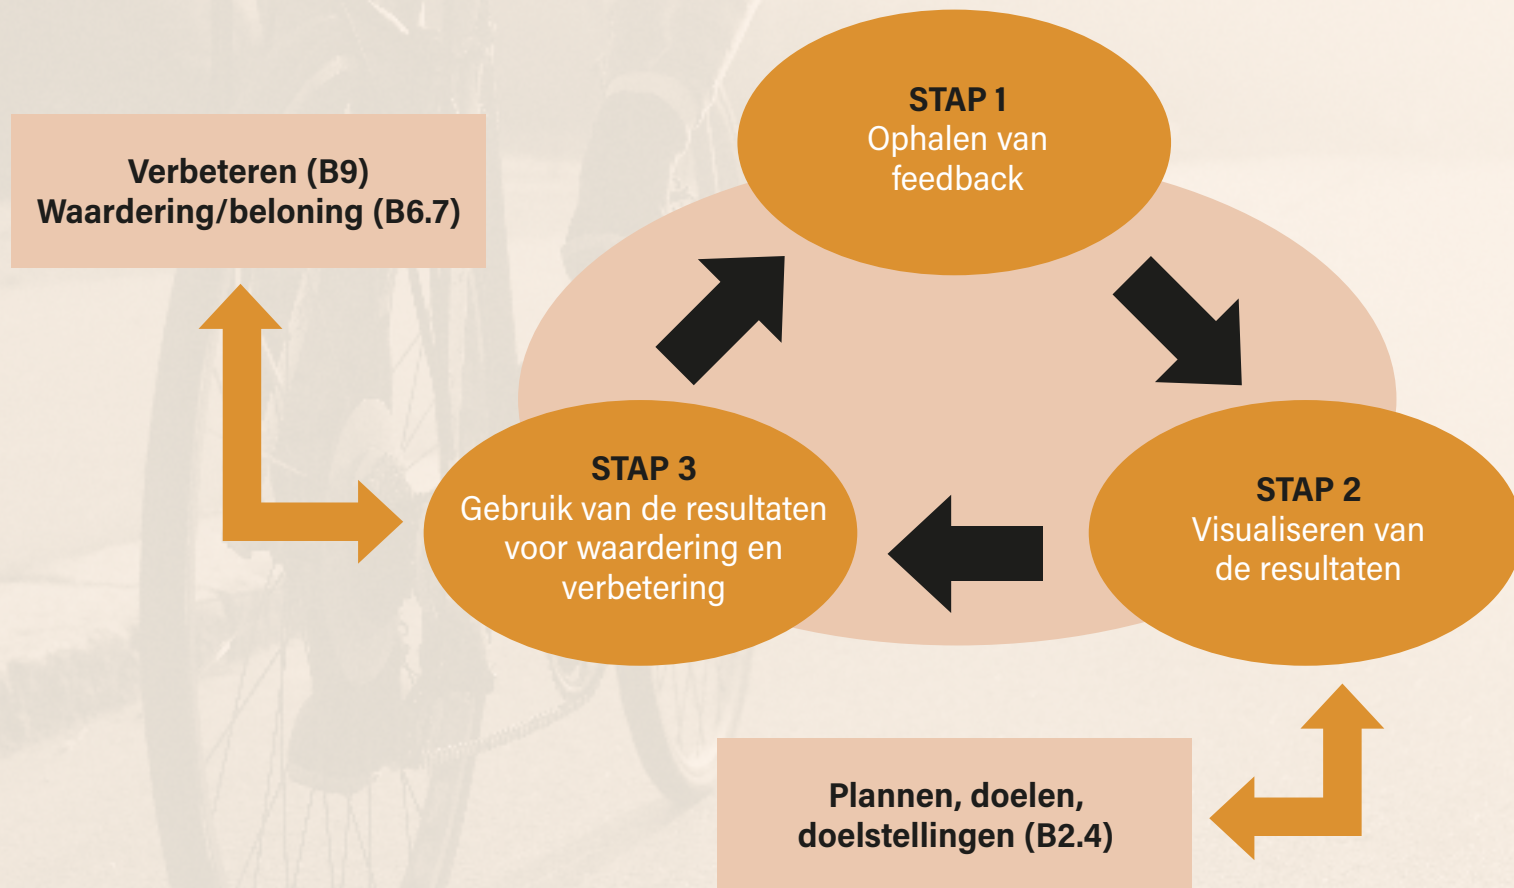 STAP 1
Ophalen van
feedback
Verbeteren (B9)
Waardering/beloning (B6.7)
STAP 3
Gebruik van de resultaten
voor waardering en
verbetering
STAP 2
Visualiseren van
de resultaten
Plannen, doelen,
doelstellingen (B2.4)